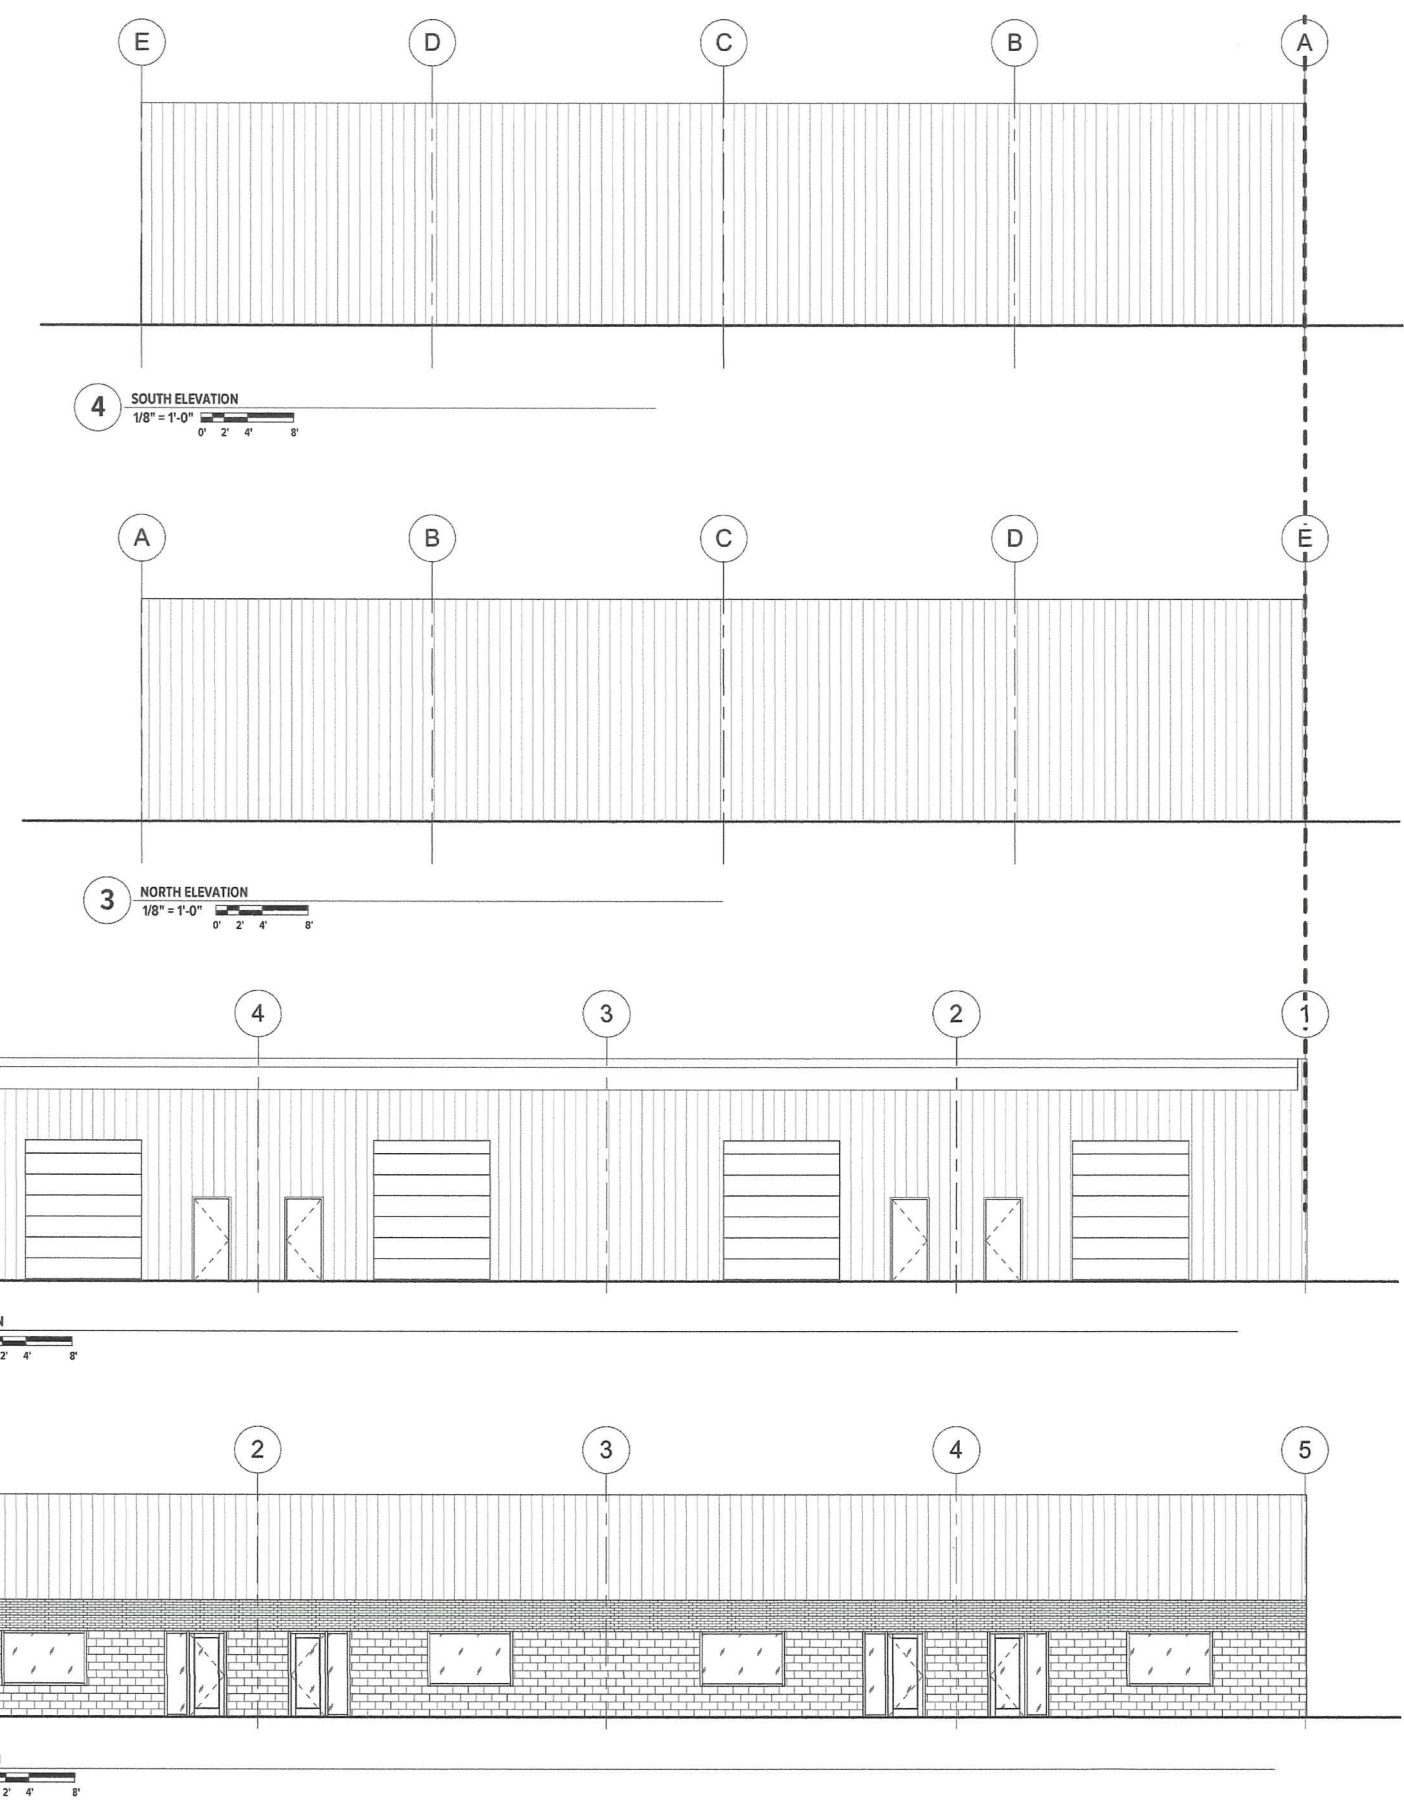 E D C B A
4 SOUTH ELEVATION
1/8" = 1'-0"
0' 2' 4' 8'
A B C D E
3 NORTH ELEVATION
1/8" = 1'-0"
0' 2' 4' 8'
4 3 2 1
N
2' 4' 8'
2 3 4 5
2' 4' 8'